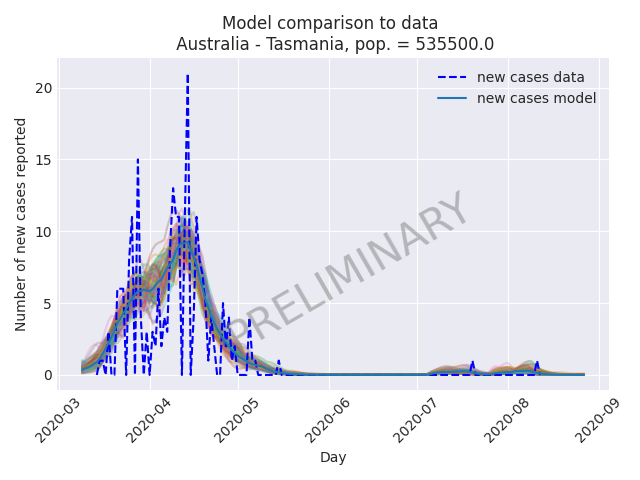 Model comparison to data
Australia - Tasmania, pop. = 535500.0
new cases data
new cases model
Number of new cases reported
20
15
10
5
0
PRELIMINARY
2020-03
2020-04
2020-05
2020-06
2020-07
2020-08
2020-09
Day